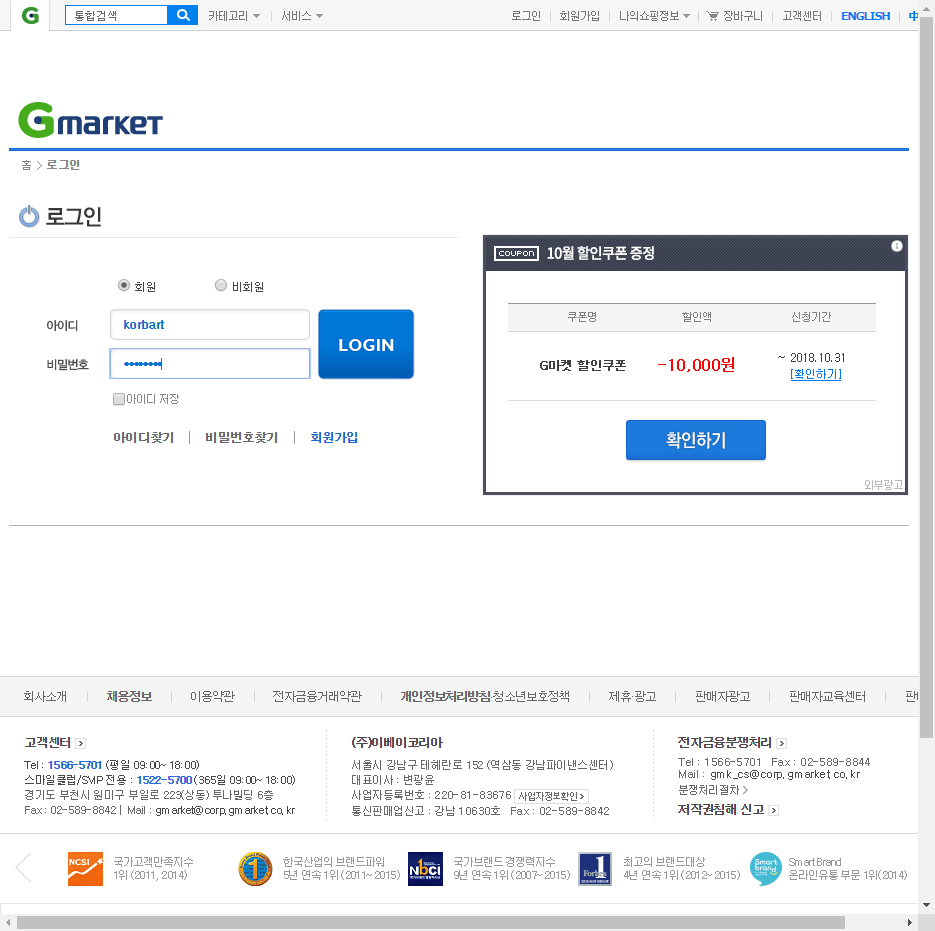 G 통합검색 카테고리 서비스 로그인 회원가입 나의쇼핑정보 장바구니 고객센터 ENGLISH 中
Gmarket
홈 > 로그인
로그인
회원 비회원
아이디 korbart
비밀번호 ••••••••
LOGIN
아이디 저장
아이디찾기 | 비밀번호찾기 | 회원가입
COUPON 10월 할인쿠폰 증정
쿠폰명 할인액 신청기간
G마켓 할인쿠폰 -10,000원 ~ 2018.10.31
[확인하기]
확인하기
외부광고
회사소개 채용정보 이용약관 전자금융거래약관 개인정보처리방침 청소년보호정책 제휴·광고 판매자광고 판매자교육센터 판
고객센터 >
Tel : 1566-5701 (평일 09:00~ 18:00)
스마일클럽/SVIP 전용 : 1522-5700 (365일 09:00~ 18:00)
경기도 부천시 원미구 부일로 223(상동) 투나빌딩 6층
Fax : 02-589-8842 | Mail : gmarket@corp.gmarket.co.kr
(주)이베이코리아
서울시 강남구 테헤란로 152 (역삼동 강남파이낸스센터)
대표이사 : 변광윤
사업자등록번호 : 220-81-83676 사업자정보확인 >
통신판매업신고 : 강남 10630호 Fax : 02-589-8842
전자금융분쟁처리 >
Tel : 1566-5701 Fax : 02-589-8844
Mail : gmk_cs@corp.gmarket.co.kr
분쟁처리절차 >
저작권침해 신고 >
NCSI 국가고객만족지수
1위 (2011, 2014)
1 한국산업의 브랜드파워
5년 연속 1위 (2011~ 2015)
NBCI 국가브랜드 경쟁력지수
9년 연속 1위 (2007~ 2015)
1 Forbes 최고의 브랜드대상
4년 연속 1위 (2012~ 2015)
Smart brand SmartBrand
온라인유통 부문 1위(2014)